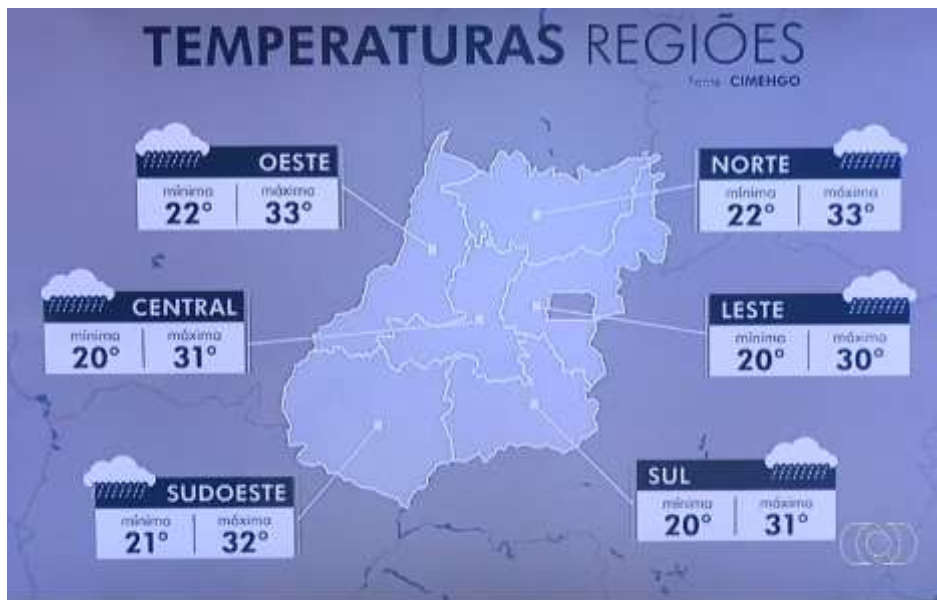 TEMPERATURAS REGIÕES
Fonte: CIMEHGO
OESTE
mínima máxima
22° 33°
NORTE
mínima máxima
22° 33°
CENTRAL
mínima máxima
20° 31°
LESTE
mínima máxima
20° 30°
SUDOESTE
mínima máxima
21° 32°
SUL
mínima máxima
20° 31°